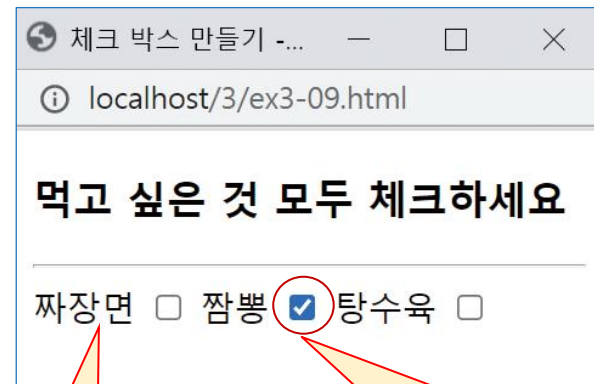 체크 박스 만들기 -...
localhost/3/ex3-09.html
먹고 싶은 것 모두 체크하세요
짜장면 짬뽕 탕수육